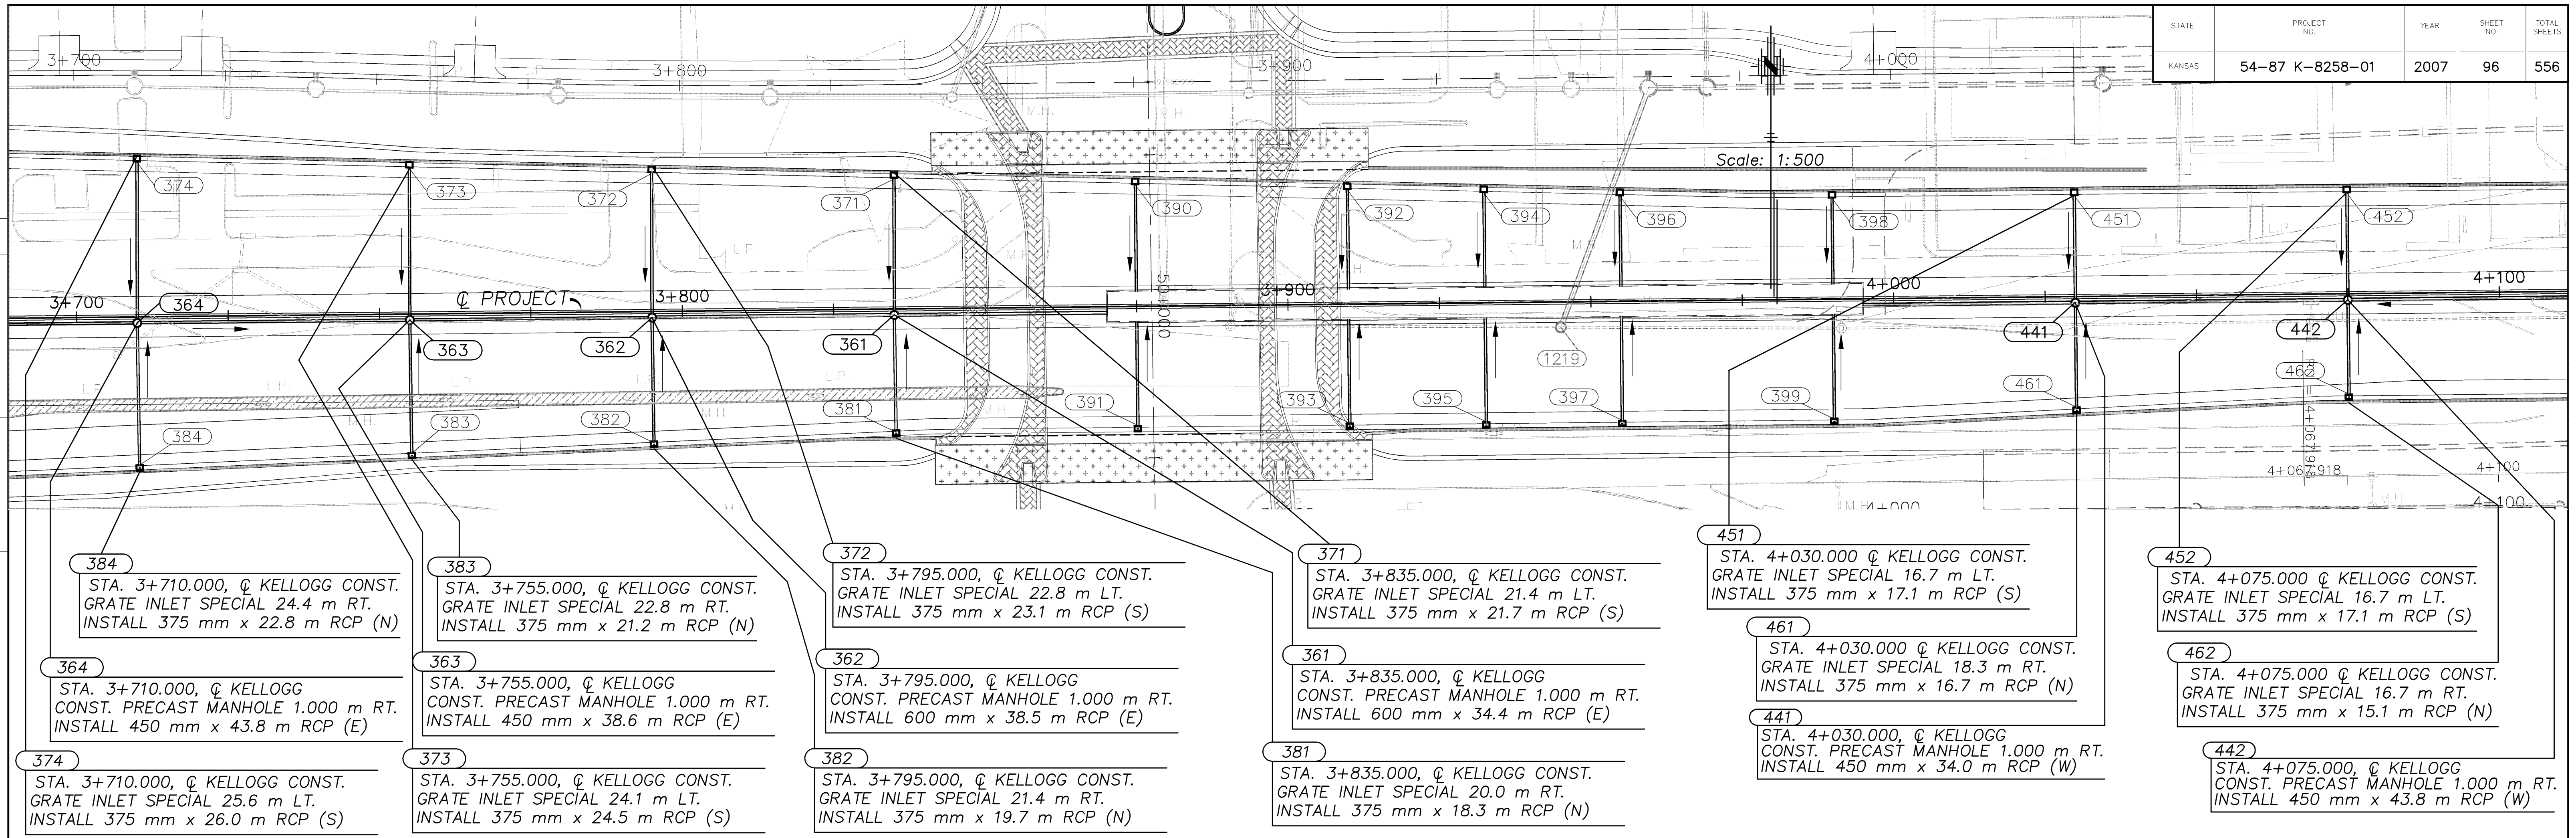 STATE PROJECT NO. YEAR SHEET NO. TOTAL SHEETS
KANSAS 54-87 K-8258-01 2007 96 556
3+700 3+800 3+900 4+000
L.P.
M.H.
M.H.
Scale: 1:500
374 373 372 371 390 392 394 396 398 451 452
3+700 ℄ PROJECT 3+800 3+900 4+000 4+100
50+000
364 363 362 361 1219 441 442
384 383 382 381 391 393 395 397 399 461 462
L.P. L.P. L.P. L.P. L.P.
M.H.
4+067.918 4+100
PI = 4+067.918
M.H. 4+000 M.H. 4+100
384
STA. 3+710.000, ℄ KELLOGG CONST.
GRATE INLET SPECIAL 24.4 m RT.
INSTALL 375 mm x 22.8 m RCP (N)
364
STA. 3+710.000, ℄ KELLOGG
CONST. PRECAST MANHOLE 1.000 m RT.
INSTALL 450 mm x 43.8 m RCP (E)
374
STA. 3+710.000, ℄ KELLOGG CONST.
GRATE INLET SPECIAL 25.6 m LT.
INSTALL 375 mm x 26.0 m RCP (S)
383
STA. 3+755.000, ℄ KELLOGG CONST.
GRATE INLET SPECIAL 22.8 m RT.
INSTALL 375 mm x 21.2 m RCP (N)
363
STA. 3+755.000, ℄ KELLOGG
CONST. PRECAST MANHOLE 1.000 m RT.
INSTALL 450 mm x 38.6 m RCP (E)
373
STA. 3+755.000, ℄ KELLOGG CONST.
GRATE INLET SPECIAL 24.1 m LT.
INSTALL 375 mm x 24.5 m RCP (S)
372
STA. 3+795.000, ℄ KELLOGG CONST.
GRATE INLET SPECIAL 22.8 m LT.
INSTALL 375 mm x 23.1 m RCP (S)
362
STA. 3+795.000, ℄ KELLOGG
CONST. PRECAST MANHOLE 1.000 m RT.
INSTALL 600 mm x 38.5 m RCP (E)
382
STA. 3+795.000, ℄ KELLOGG CONST.
GRATE INLET SPECIAL 21.4 m RT.
INSTALL 375 mm x 19.7 m RCP (N)
371
STA. 3+835.000, ℄ KELLOGG CONST.
GRATE INLET SPECIAL 21.4 m LT.
INSTALL 375 mm x 21.7 m RCP (S)
361
STA. 3+835.000, ℄ KELLOGG
CONST. PRECAST MANHOLE 1.000 m RT.
INSTALL 600 mm x 34.4 m RCP (E)
381
STA. 3+835.000, ℄ KELLOGG CONST.
GRATE INLET SPECIAL 20.0 m RT.
INSTALL 375 mm x 18.3 m RCP (N)
451
STA. 4+030.000 ℄ KELLOGG CONST.
GRATE INLET SPECIAL 16.7 m LT.
INSTALL 375 mm x 17.1 m RCP (S)
461
STA. 4+030.000 ℄ KELLOGG CONST.
GRATE INLET SPECIAL 18.3 m RT.
INSTALL 375 mm x 16.7 m RCP (N)
441
STA. 4+030.000, ℄ KELLOGG
CONST. PRECAST MANHOLE 1.000 m RT.
INSTALL 450 mm x 34.0 m RCP (W)
452
STA. 4+075.000 ℄ KELLOGG CONST.
GRATE INLET SPECIAL 16.7 m LT.
INSTALL 375 mm x 17.1 m RCP (S)
462
STA. 4+075.000 ℄ KELLOGG CONST.
GRATE INLET SPECIAL 16.7 m RT.
INSTALL 375 mm x 15.1 m RCP (N)
442
STA. 4+075.000, ℄ KELLOGG
CONST. PRECAST MANHOLE 1.000 m RT.
INSTALL 450 mm x 43.8 m RCP (W)